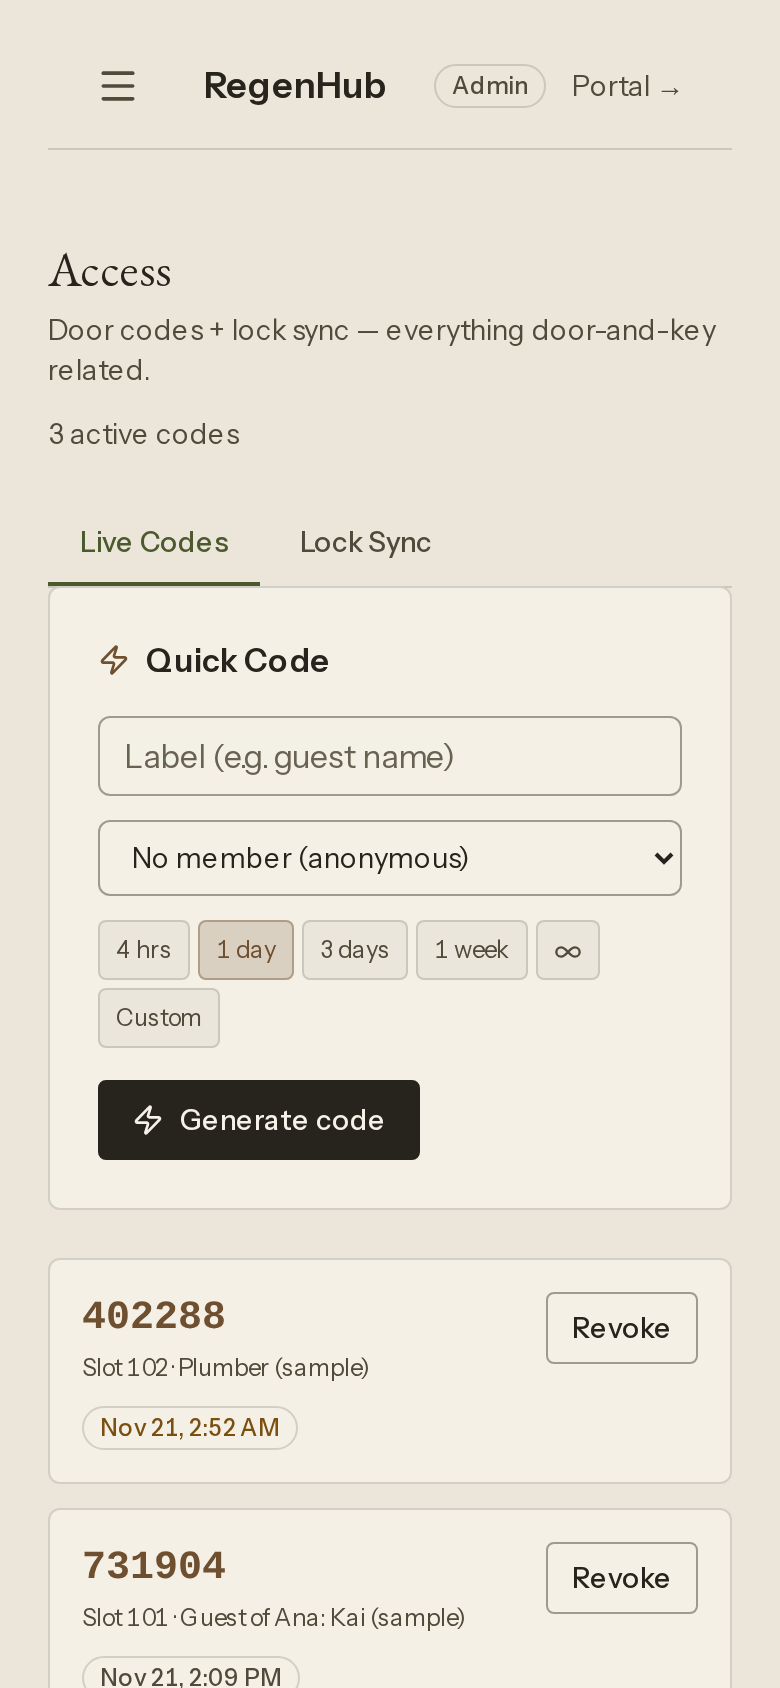 RegenHub
Admin
Portal →
Access
Door codes + lock sync — everything door-and-key
related.
3 active codes
Live Codes
Lock Sync
Quick Code
Label (e.g. guest name)
No member (anonymous)
4 hrs
1 day
3 days
1 week
∞
Custom
Generate code
402288
Revoke
Slot 102 · Plumber (sample)
Nov 21, 2:52 AM
731904
Revoke
Slot 101 · Guest of Ana: Kai (sample)
Nov 21, 2:09 PM